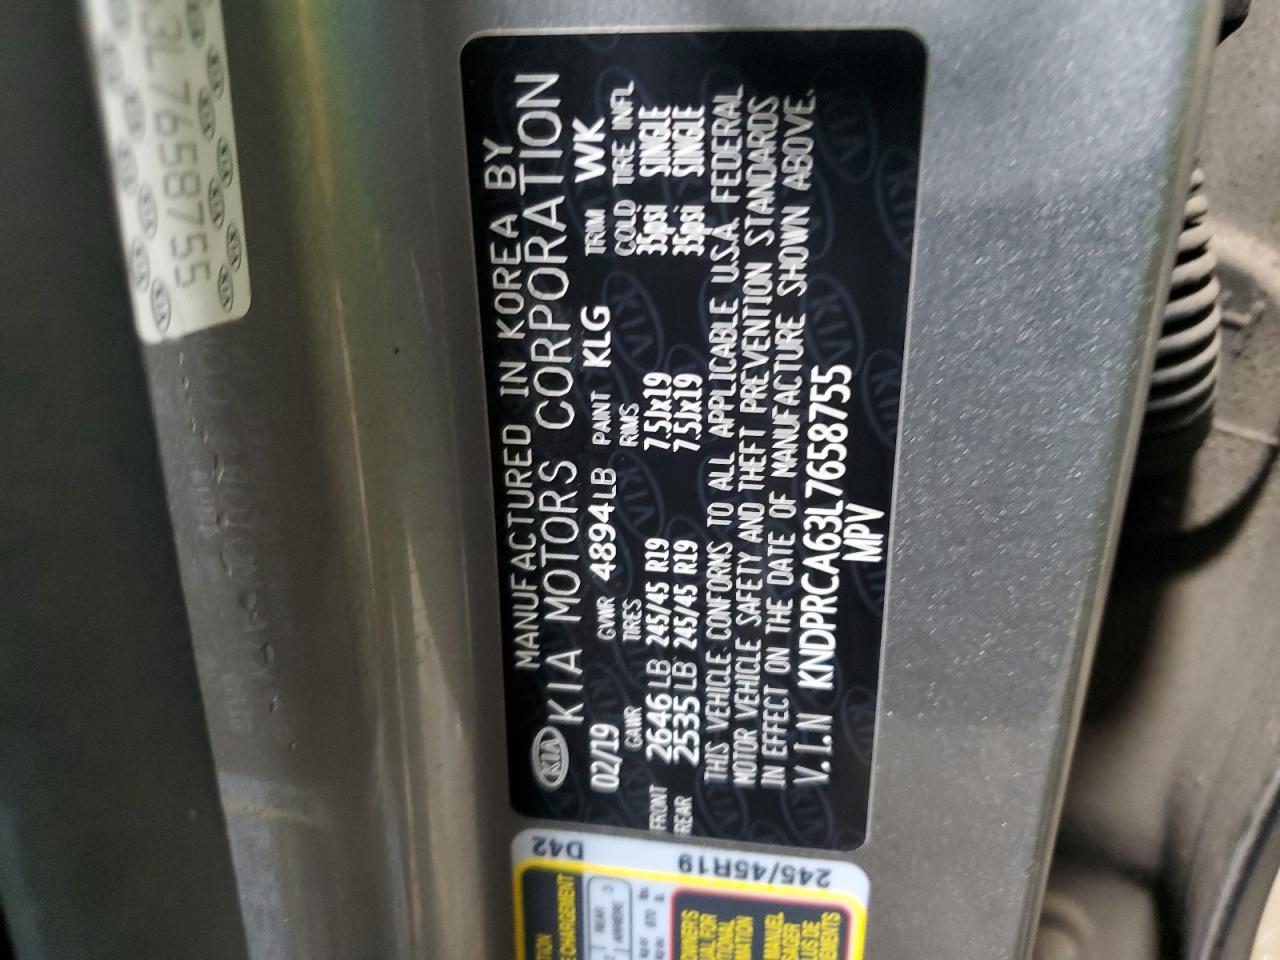 3L7658755
MANUFACTURED IN KOREA BY
KIA KIA MOTORS CORPORATION
02/19 GVWR 4894LB PAINT KLG TRIM WK
GAWR TIRES RIMS COLD TIRE INFL
FRONT 2646LB 245/45 R19 7.5Jx19 35psi SINGLE
REAR 2535LB 245/45 R19 7.5Jx19 35psi SINGLE
THIS VEHICLE CONFORMS TO ALL APPLICABLE U.S.A. FEDERAL
MOTOR VEHICLE SAFETY AND THEFT PREVENTION STANDARDS
IN EFFECT ON THE DATE OF MANUFACTURE SHOWN ABOVE.
V.I.N KNDPRCA63L7658755
MPV
D42
245/45R19